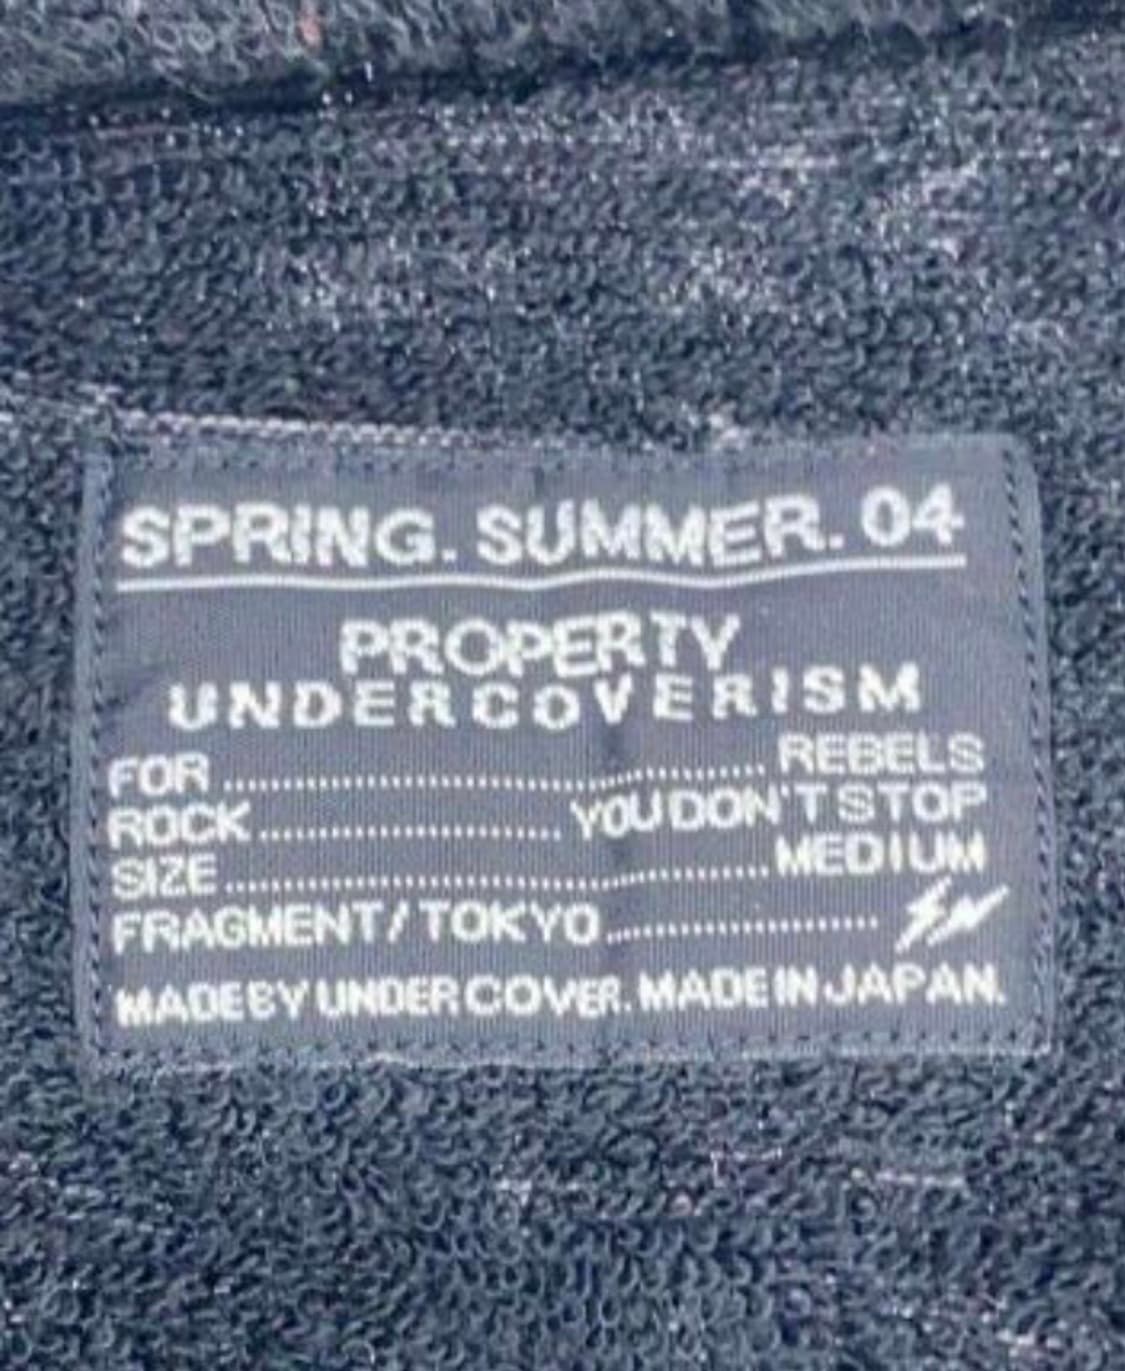 SPRING. SUMMER. 04
PROPERTY
UNDERCOVERISM
FOR ........................................ REBELS
ROCK ........................ YOU DON'T STOP
SIZE ........................................ MEDIUM
FRAGMENT/TOKYO ....................
MADE BY UNDER COVER. MADE IN JAPAN.